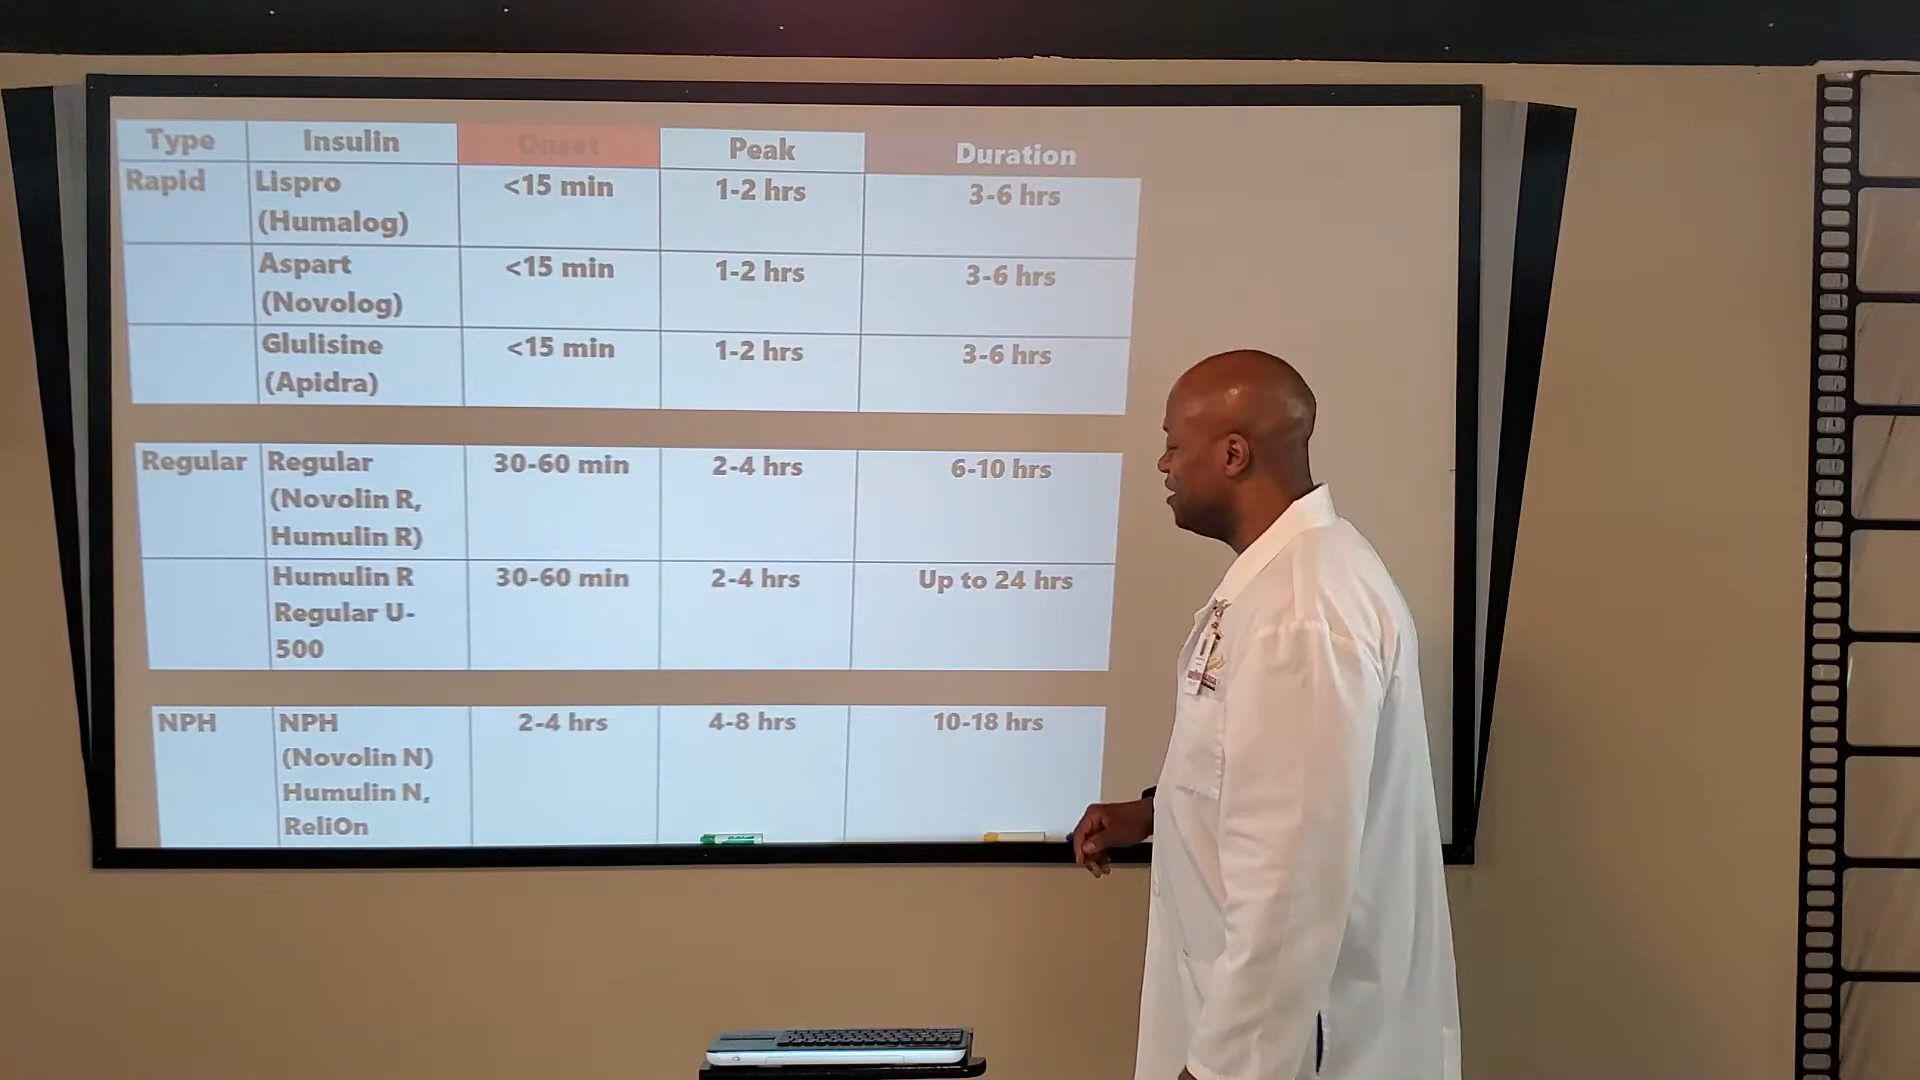 Type Insulin Onset Peak Duration
Rapid Lispro <15 min 1-2 hrs 3-6 hrs
(Humalog)
Aspart <15 min 1-2 hrs 3-6 hrs
(Novolog)
Glulisine <15 min 1-2 hrs 3-6 hrs
(Apidra)
Regular Regular 30-60 min 2-4 hrs 6-10 hrs
(Novolin R,
Humulin R)
Humulin R 30-60 min 2-4 hrs Up to 24 hrs
Regular U-
500
NPH NPH 2-4 hrs 4-8 hrs 10-18 hrs
(Novolin N)
Humulin N,
ReliOn